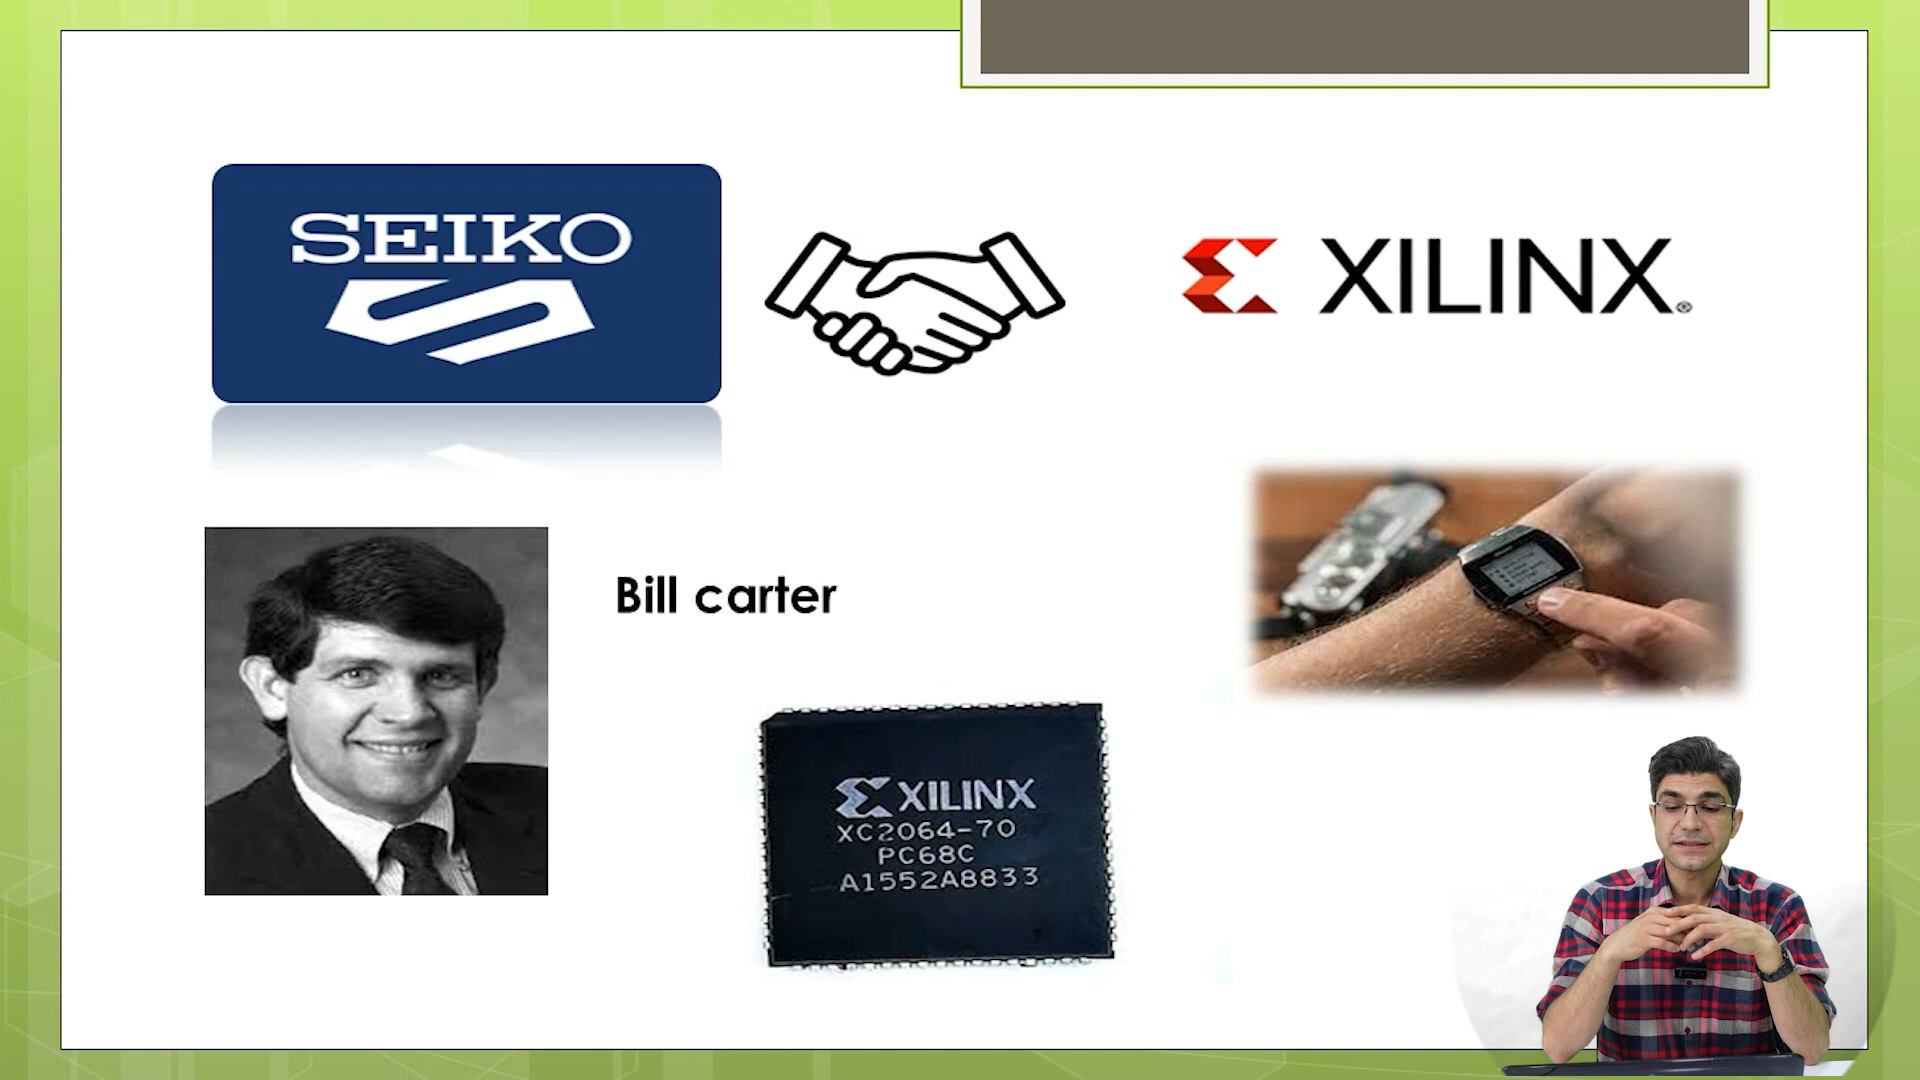 SEIKO
XILINX®
Bill carter
XILINX
XC2064-70
PC68C
A1552A8833